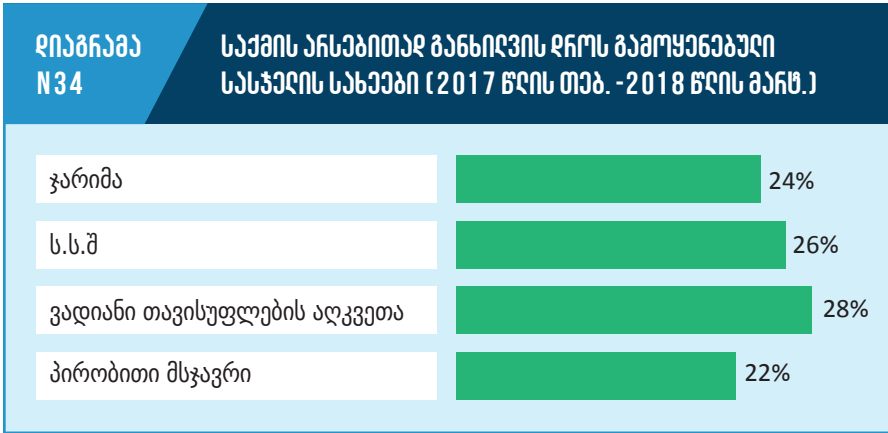 დიაგრამა
N34
საქმის არსებითად განხილვის დროს გამოყენებული
სასჯელის სახეები (2017 წლის თებ. -2018 წლის მარტ.)
ჯარიმა 24%
ს.ს.შ 26%
ვადიანი თავისუფლების აღკვეთა 28%
პირობითი მსჯავრი 22%